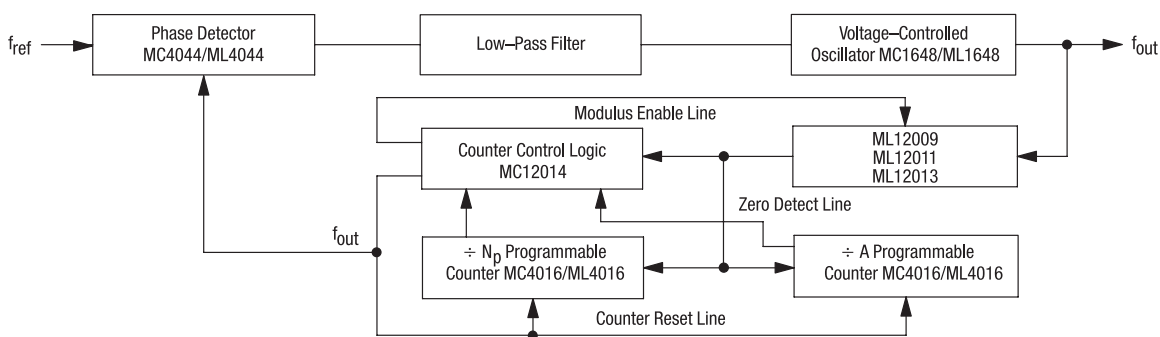 f_ref
Phase Detector
MC4044/ML4044
Low–Pass Filter
Voltage–Controlled
Oscillator MC1648/ML1648
f_out
Modulus Enable Line
Counter Control Logic
MC12014
ML12009
ML12011
ML12013
Zero Detect Line
f_out
÷ N_p Programmable
Counter MC4016/ML4016
÷ A Programmable
Counter MC4016/ML4016
Counter Reset Line